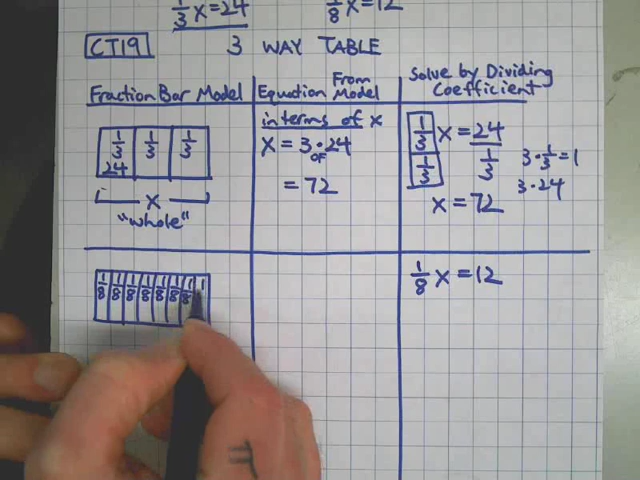 1/3 x = 24
1/8 x = 12
CT19
3 WAY TABLE
Fraction Bar Model
Equation From Model
Solve by Dividing Coefficient
1/3 1/3 1/3
24
x
"whole"
in terms of x
x = 3 • 24
OF
= 72
1/3 x = 24
1/3 1/3
x = 72
3 • 1/3 = 1
3 • 24
1/8 1/8 1/8 1/8 1/8 1/8 1/8 1
1/8 x = 12